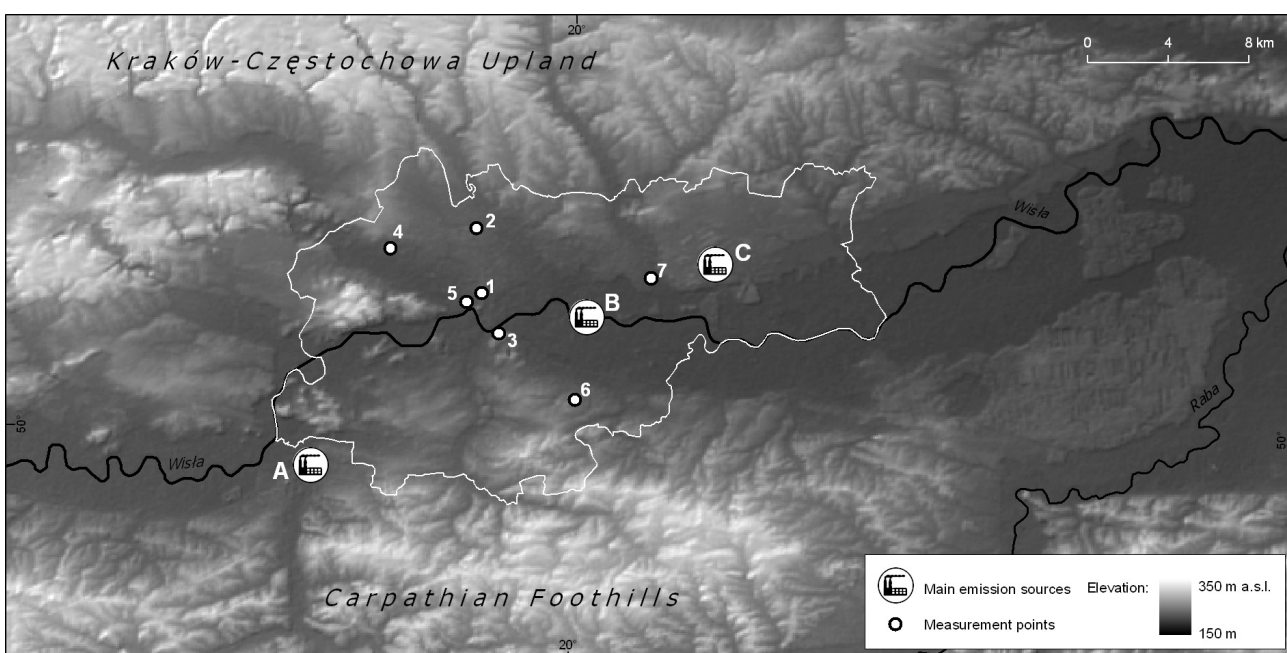 20°
Kraków-Częstochowa Upland
0 4 8 km
Wisła
2
4
C
7
1
5
B
3
6
Raba
50°
50°
Wisła
A
Carpathian Foothills
20°
Main emission sources
Measurement points
Elevation:
350 m a.s.l.
150 m